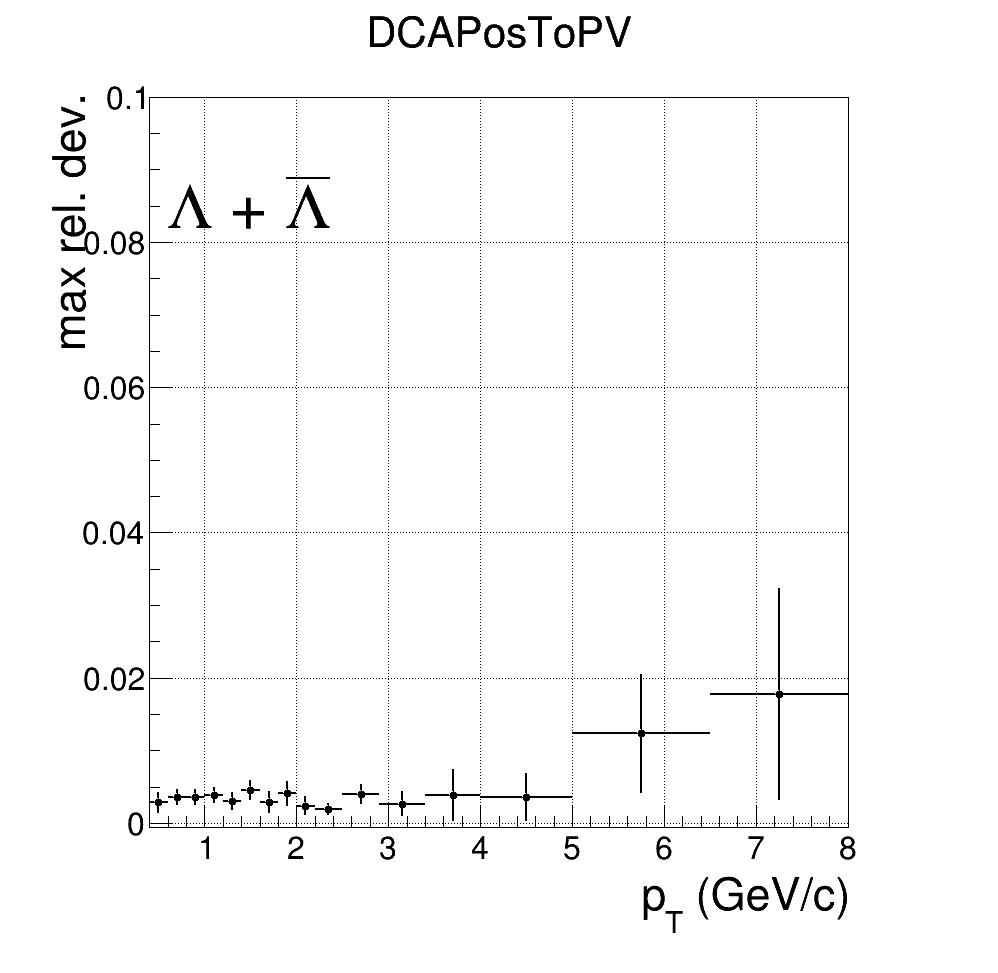 DCAPosToPV
max rel. dev.
0.1
Λ + Λ̅
0.08
0.06
0.04
0.02
0
1 2 3 4 5 6 7 8
p_T (GeV/c)